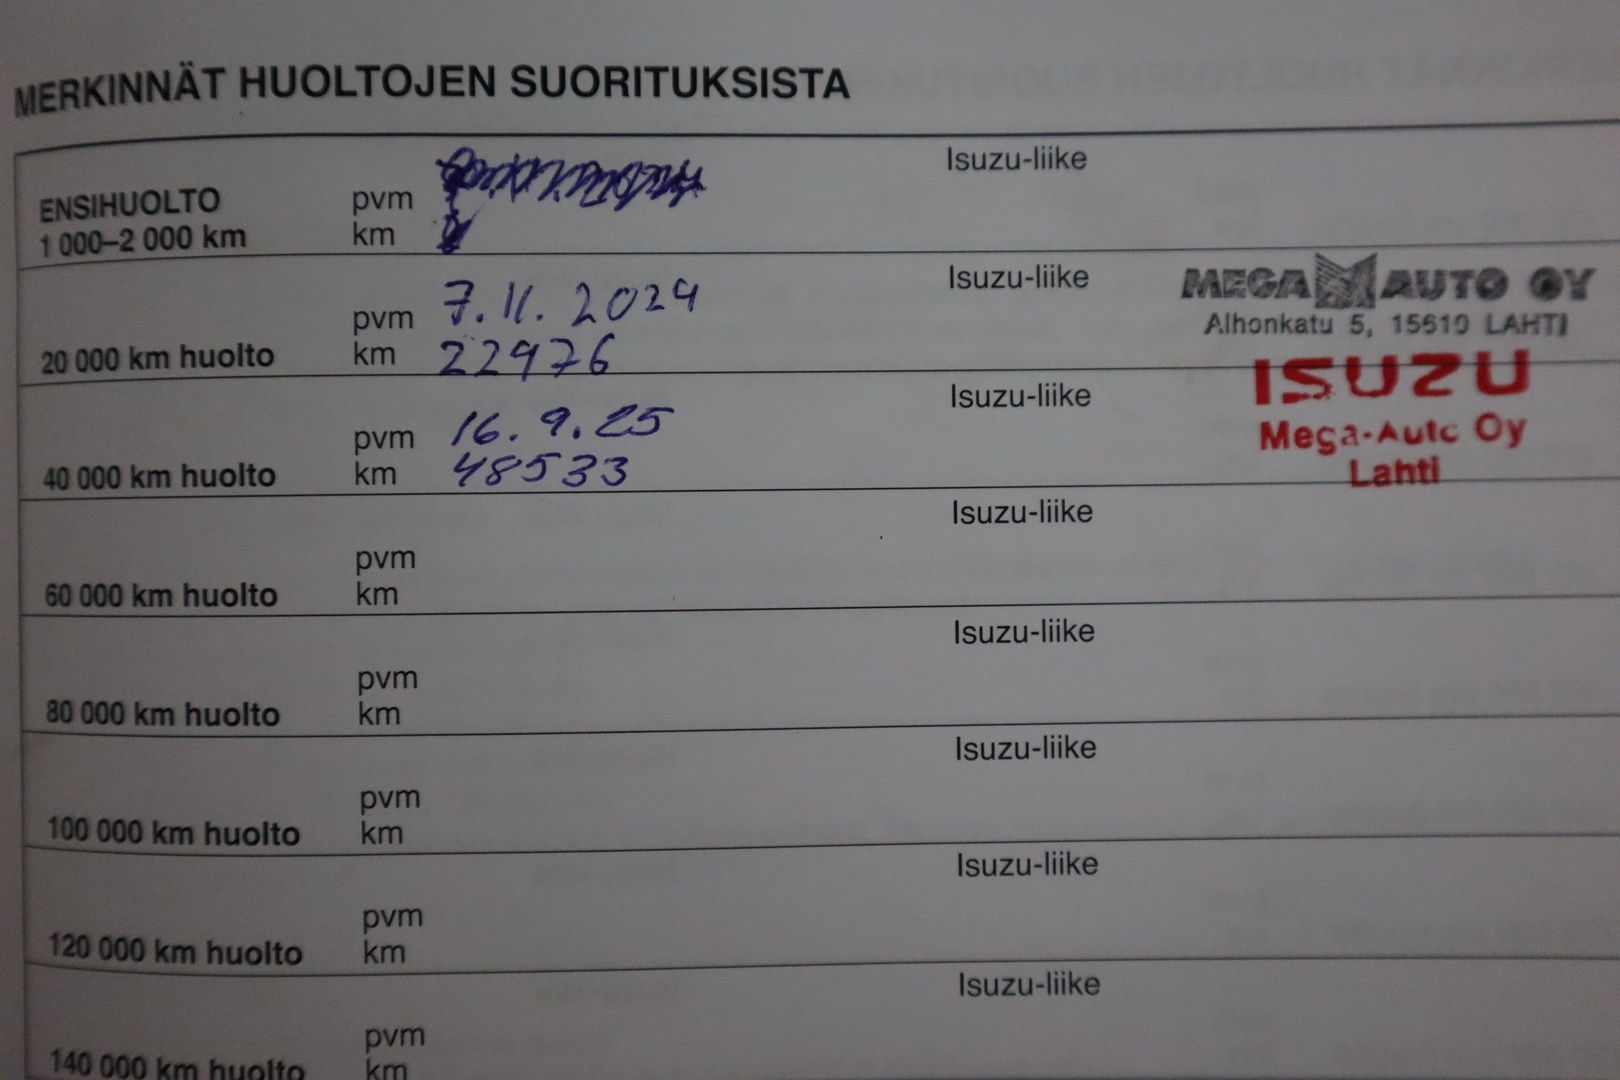 MERKINNÄT HUOLTOJEN SUORITUKSISTA
Isuzu-liike
ENSIHUOLTO pvm
1 000–2 000 km km
Isuzu-liike MEGA AUTO OY
Alhonkatu 5, 15610 LAHTI
pvm 7.11.2024
20 000 km huolto km 22976
ISUZU
Isuzu-liike
Mega-Auto Oy
pvm 16.9.25
Lahti
40 000 km huolto km 48533
Isuzu-liike
pvm
60 000 km huolto km
Isuzu-liike
pvm
80 000 km huolto km
Isuzu-liike
pvm
100 000 km huolto km
Isuzu-liike
pvm
120 000 km huolto km
Isuzu-liike
pvm
140 000 km huolto km